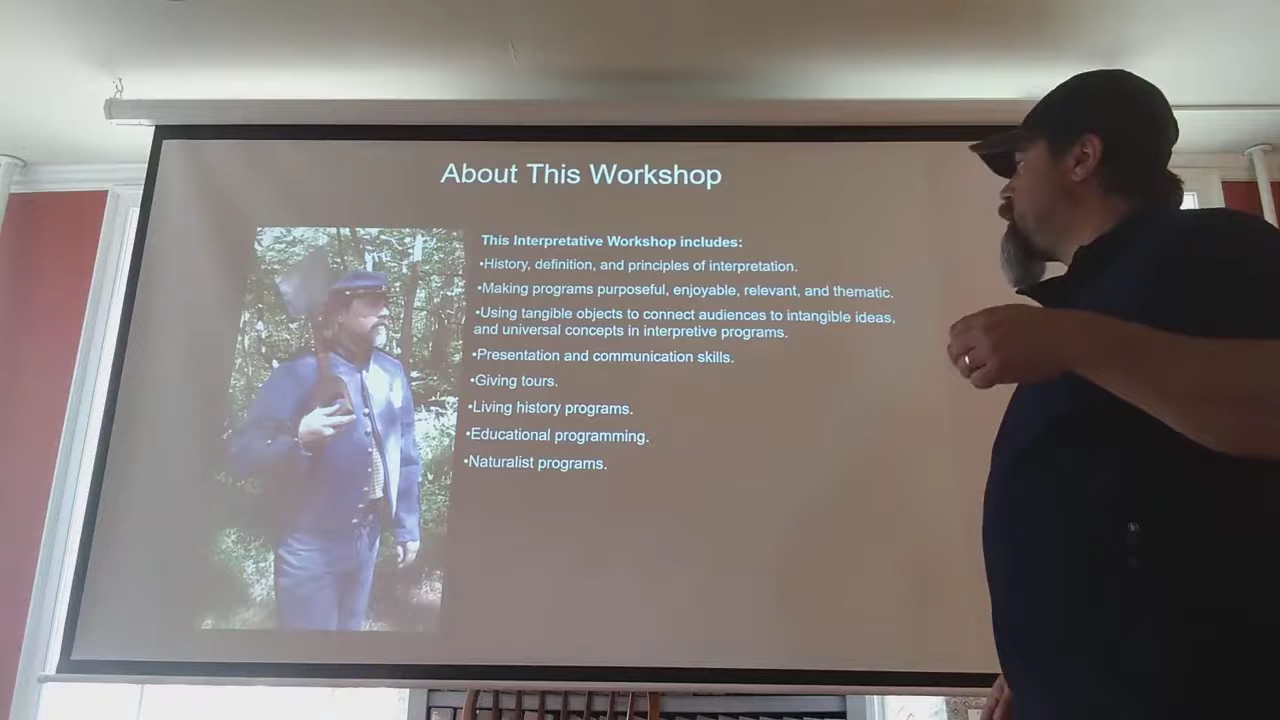 About This Workshop
This Interpretative Workshop includes:
•History, definition, and principles of interpretation.
•Making programs purposeful, enjoyable, relevant, and thematic.
•Using tangible objects to connect audiences to intangible ideas,
and universal concepts in interpretive programs.
•Presentation and communication skills.
•Giving tours.
•Living history programs.
•Educational programming.
•Naturalist programs.